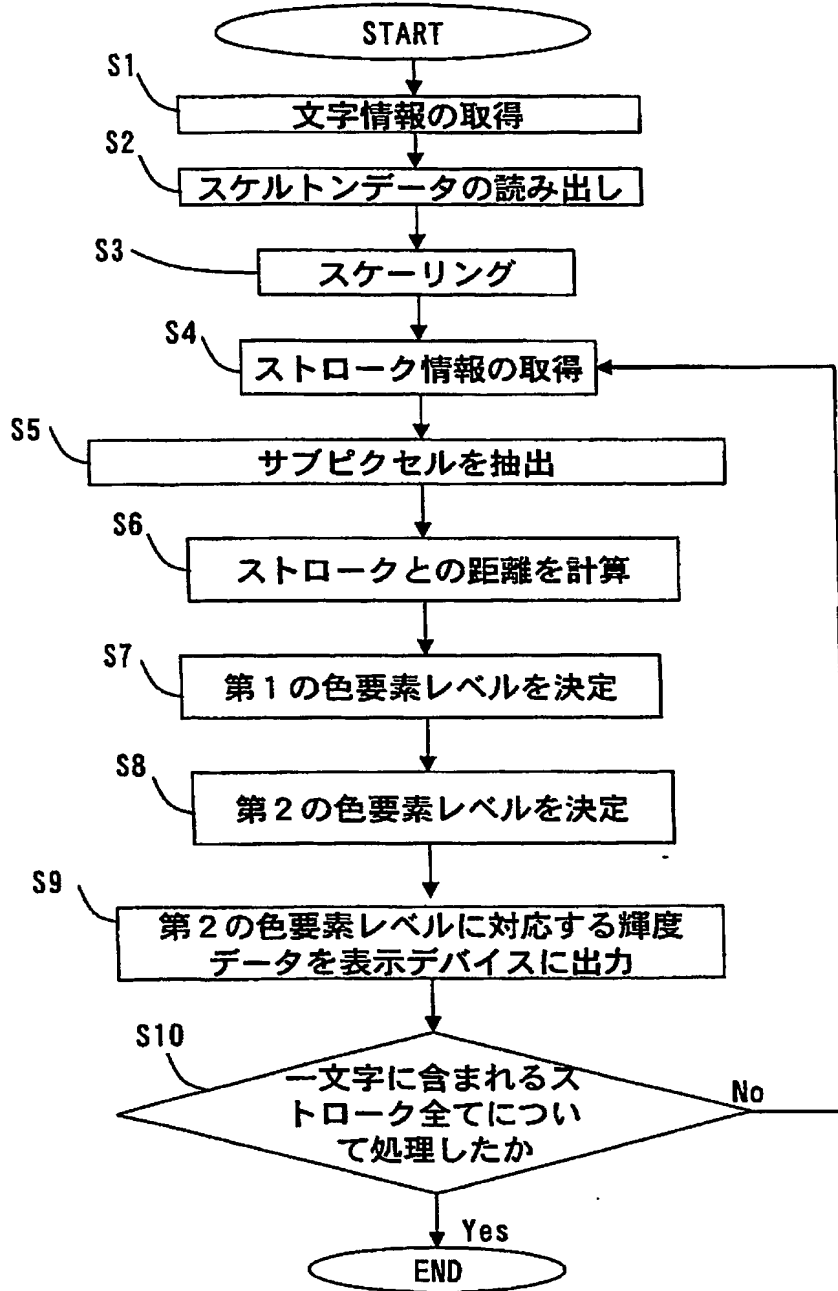 START
S1
文字情報の取得
S2
スケルトンデータの読み出し
S3
スケーリング
S4
ストローク情報の取得
S5
サブピクセルを抽出
S6
ストロークとの距離を計算
S7
第1の色要素レベルを決定
S8
第2の色要素レベルを決定
S9
第2の色要素レベルに対応する輝度
データを表示デバイスに出力
S10
一文字に含まれるス
トローク全てについ
て処理したか
No
Yes
END